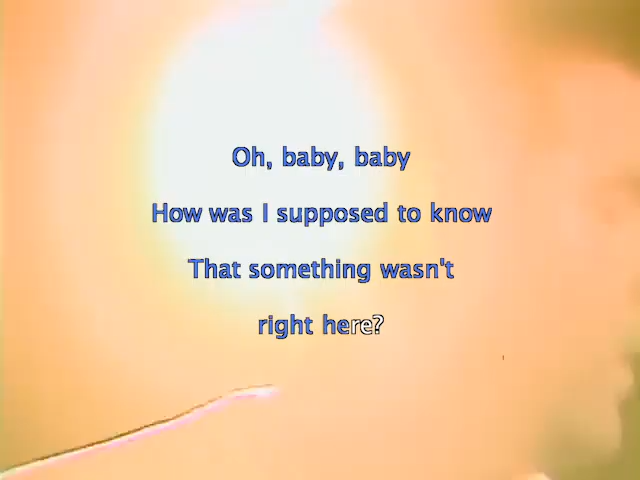 Oh, baby, baby
How was I supposed to know
That something wasn't
right here?